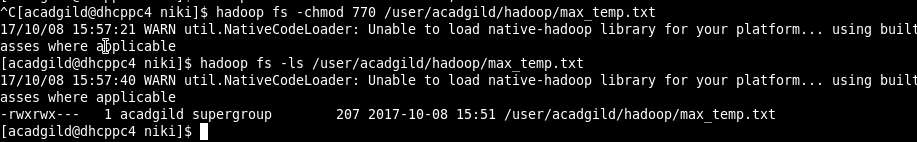 ^C[acadgild@dhcppc4 niki]$ hadoop fs -chmod 770 /user/acadgild/hadoop/max_temp.txt
17/10/08 15:57:21 WARN util.NativeCodeLoader: Unable to load native-hadoop library for your platform... using built
asses where applicable
[acadgild@dhcppc4 niki]$ hadoop fs -ls /user/acadgild/hadoop/max_temp.txt
17/10/08 15:57:40 WARN util.NativeCodeLoader: Unable to load native-hadoop library for your platform... using built
asses where applicable
-rwxrwx---   1 acadgild supergroup        207 2017-10-08 15:51 /user/acadgild/hadoop/max_temp.txt
[acadgild@dhcppc4 niki]$